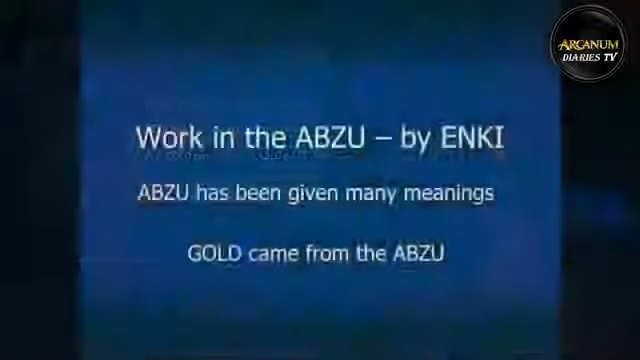 ARCANUM
DIARIES TV
Work in the ABZU – by ENKI
ABZU has been given many meanings
GOLD came from the ABZU